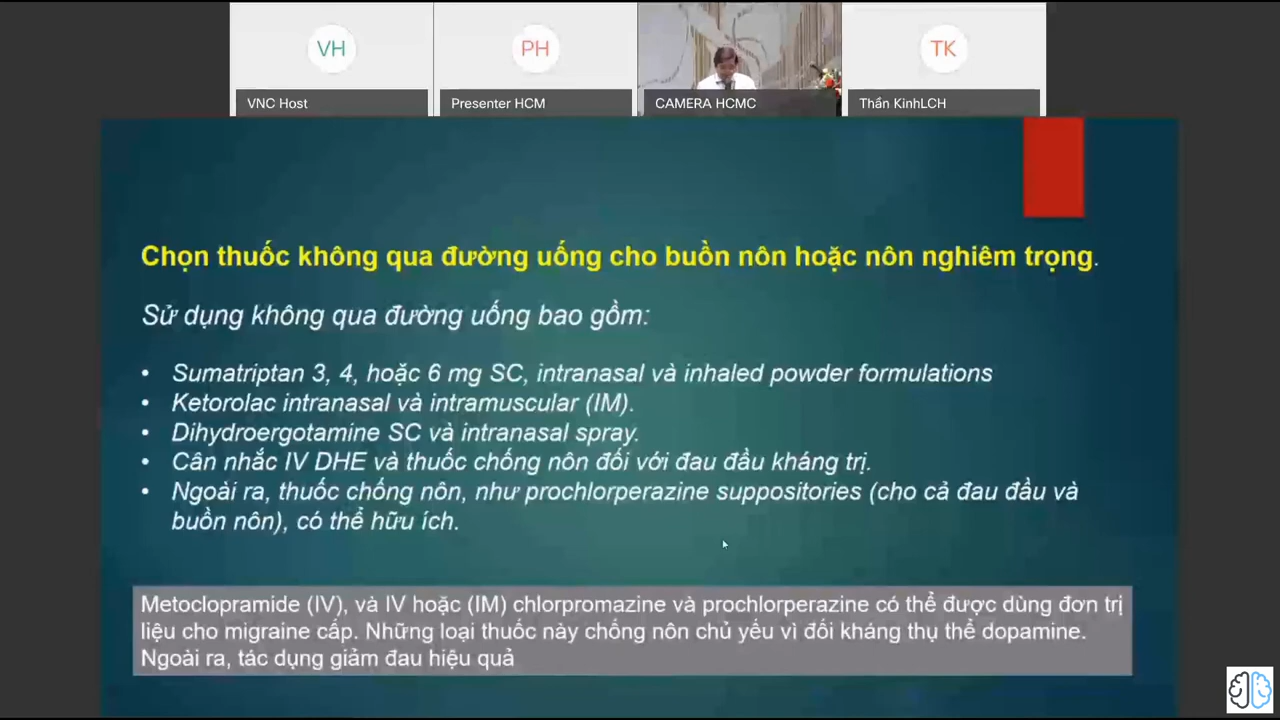 VH
PH
TK
VNC Host
Presenter HCM
CAMERA HCMC
Thần KinhLCH
Chọn thuốc không qua đường uống cho buồn nôn hoặc nôn nghiêm trọng.
Sử dụng không qua đường uống bao gồm:
• Sumatriptan 3, 4, hoặc 6 mg SC, intranasal và inhaled powder formulations
• Ketorolac intranasal và intramuscular (IM).
• Dihydroergotamine SC và intranasal spray.
• Cân nhắc IV DHE và thuốc chống nôn đối với đau đầu kháng trị.
• Ngoài ra, thuốc chống nôn, như prochlorperazine suppositories (cho cả đau đầu và
buồn nôn), có thể hữu ích.
Metoclopramide (IV), và IV hoặc (IM) chlorpromazine và prochlorperazine có thể được dùng đơn trị
liệu cho migraine cấp. Những loại thuốc này chống nôn chủ yếu vì đối kháng thụ thể dopamine.
Ngoài ra, tác dụng giảm đau hiệu quả